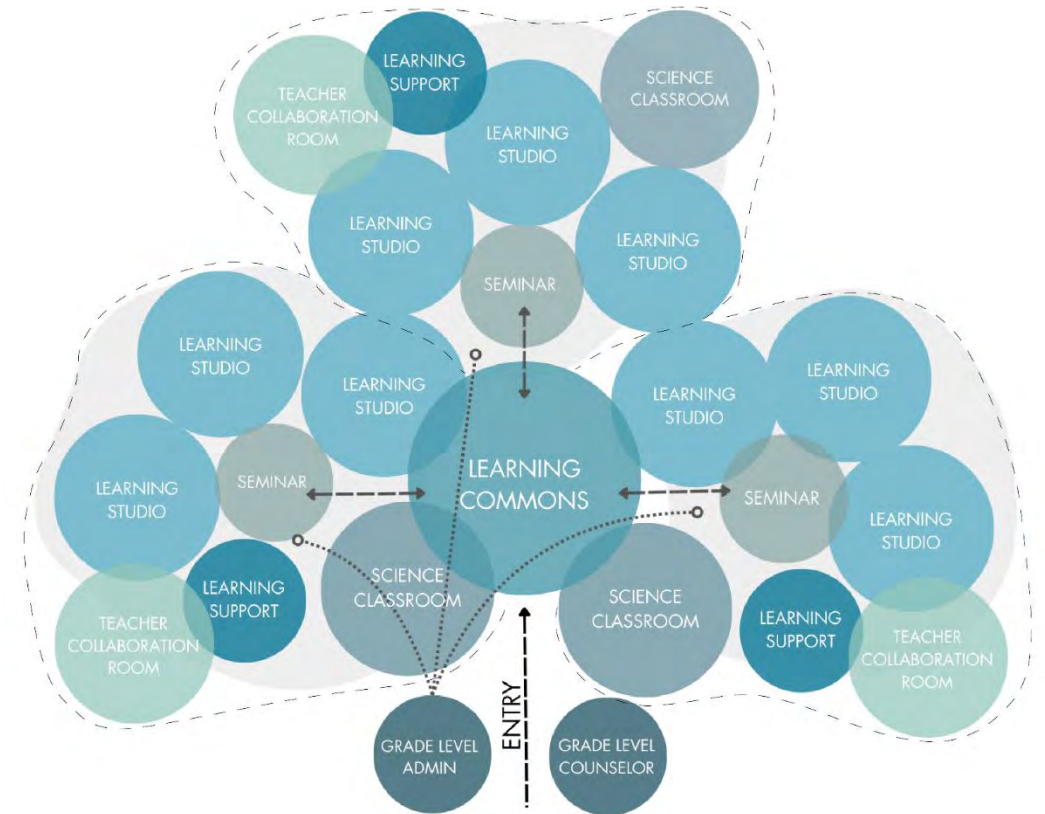 LEARNING
SUPPORT
TEACHER
COLLABORATION
ROOM
SCIENCE
CLASSROOM
LEARNING
STUDIO
LEARNING
STUDIO
LEARNING
STUDIO
SEMINAR
LEARNING
STUDIO
LEARNING
STUDIO
LEARNING
STUDIO
SEMINAR
LEARNING
SUPPORT
TEACHER
COLLABORATION
ROOM
SCIENCE
CLASSROOM
LEARNING
COMMONS
LEARNING
STUDIO
LEARNING
STUDIO
LEARNING
STUDIO
SEMINAR
SCIENCE
CLASSROOM
LEARNING
SUPPORT
TEACHER
COLLABORATION
ROOM
GRADE LEVEL
ADMIN
ENTRY
GRADE LEVEL
COUNSELOR